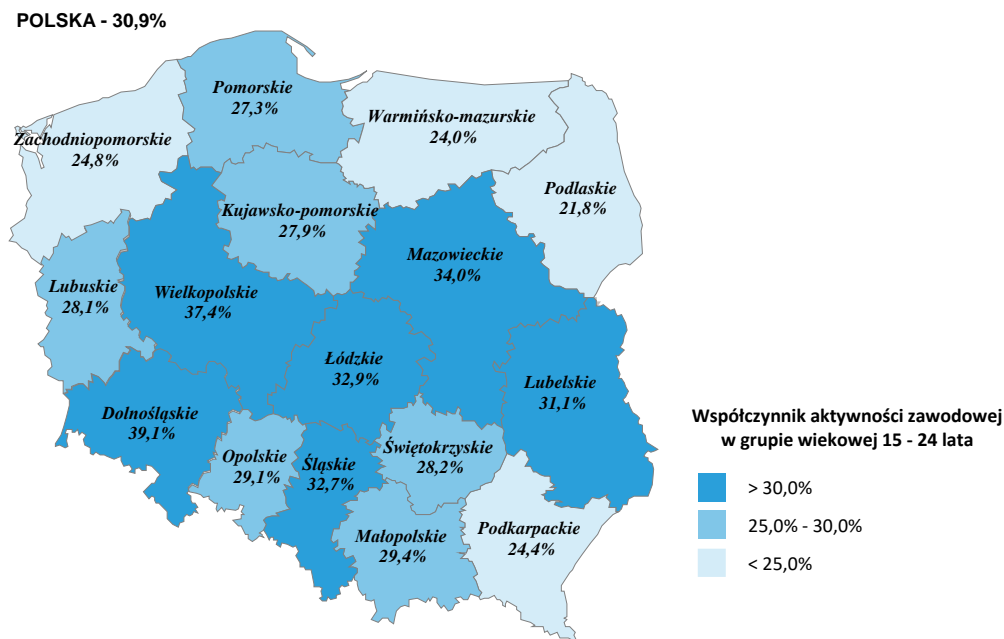 POLSKA - 30,9%
Pomorskie
27,3%
Warmińsko-mazurskie
24,0%
Zachodniopomorskie
24,8%
Podlaskie
21,8%
Kujawsko-pomorskie
27,9%
Mazowieckie
34,0%
Lubuskie
28,1%
Wielkopolskie
37,4%
Łódzkie
32,9%
Lubelskie
31,1%
Dolnośląskie
39,1%
Opolskie
29,1%
Śląskie
32,7%
Świętokrzyskie
28,2%
Małopolskie
29,4%
Podkarpackie
24,4%
Współczynnik aktywności zawodowej
w grupie wiekowej 15 - 24 lata
> 30,0%
25,0% - 30,0%
< 25,0%